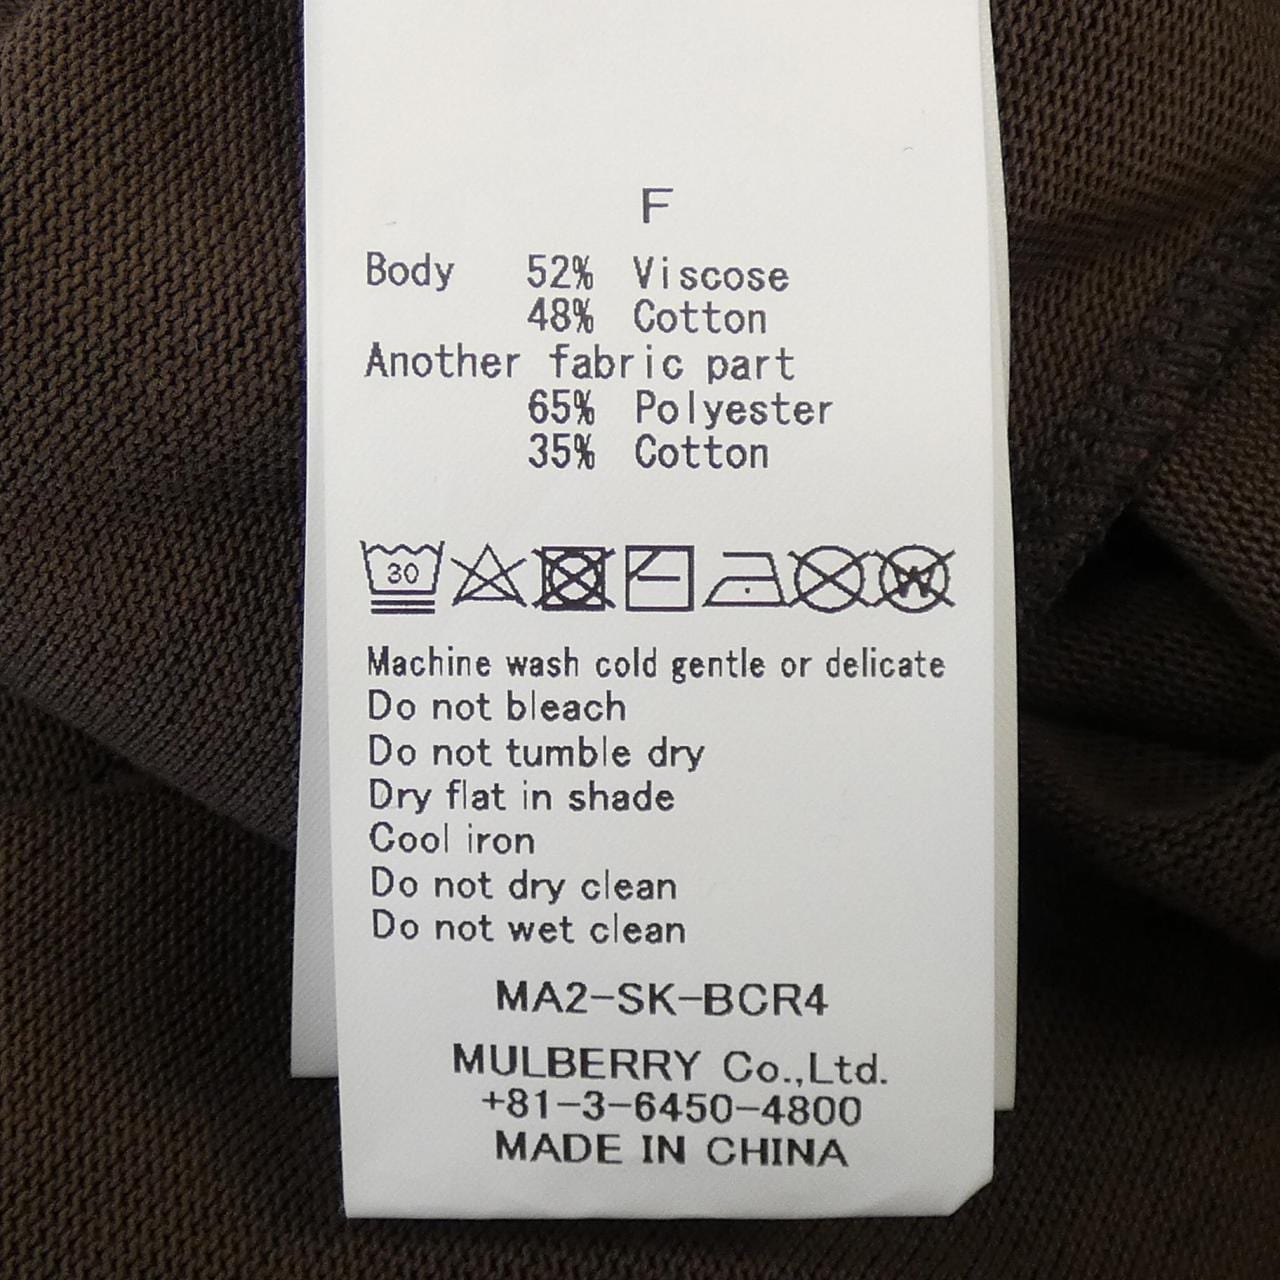 F
Body 52% Viscose
48% Cotton
Another fabric part
65% Polyester
35% Cotton
30
W
Machine wash cold gentle or delicate
Do not bleach
Do not tumble dry
Dry flat in shade
Cool iron
Do not dry clean
Do not wet clean
MA2-SK-BCR4
MULBERRY Co.,Ltd.
+81-3-6450-4800
MADE IN CHINA